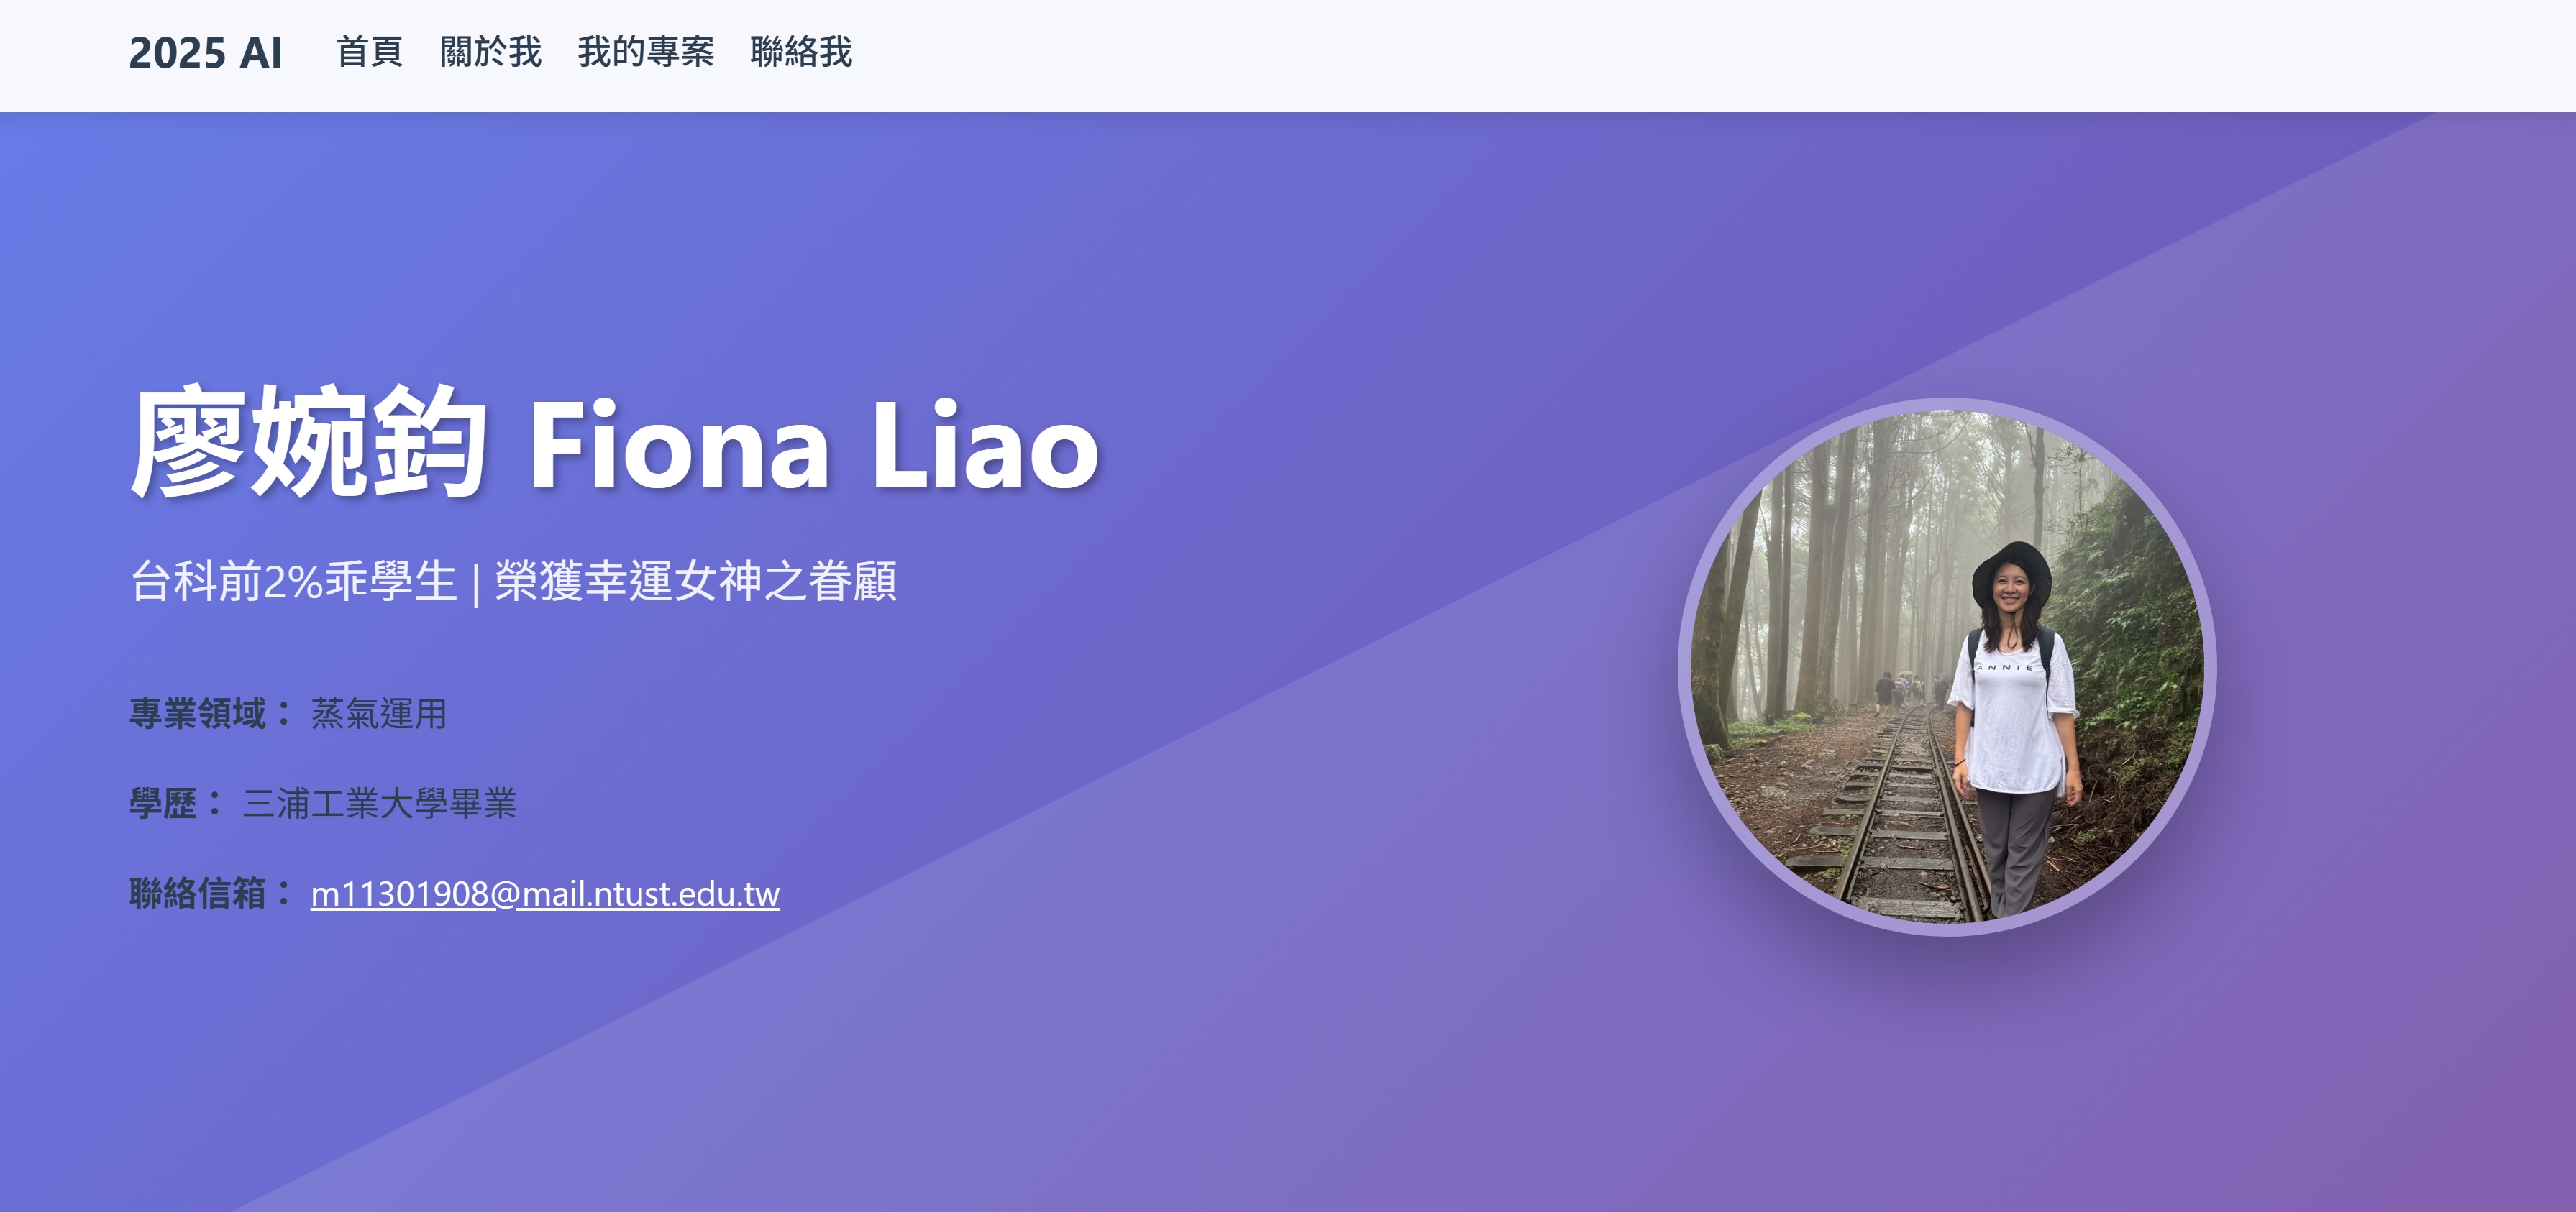 2025 AI 首頁 關於我 我的專案 聯絡我
廖婉鈞 Fiona Liao
台科前2%乖學生 | 榮獲幸運女神之眷顧
專業領域： 蒸氣運用
學歷： 三浦工業大學畢業
聯絡信箱： m11301908@mail.ntust.edu.tw
ANNIE